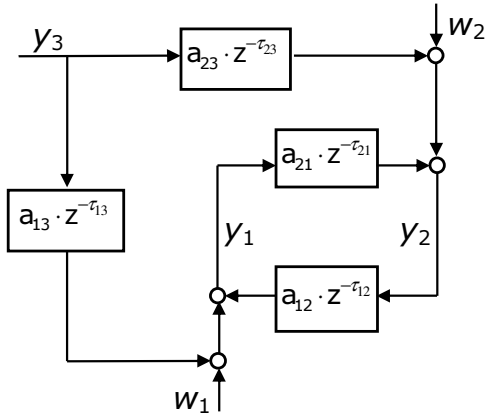 y₃
a₂₃ · z^{−τ₂₃}
w₂
a₂₁ · z^{−τ₂₁}
a₁₃ · z^{−τ₁₃}
y₁
y₂
a₁₂ · z^{−τ₁₂}
w₁